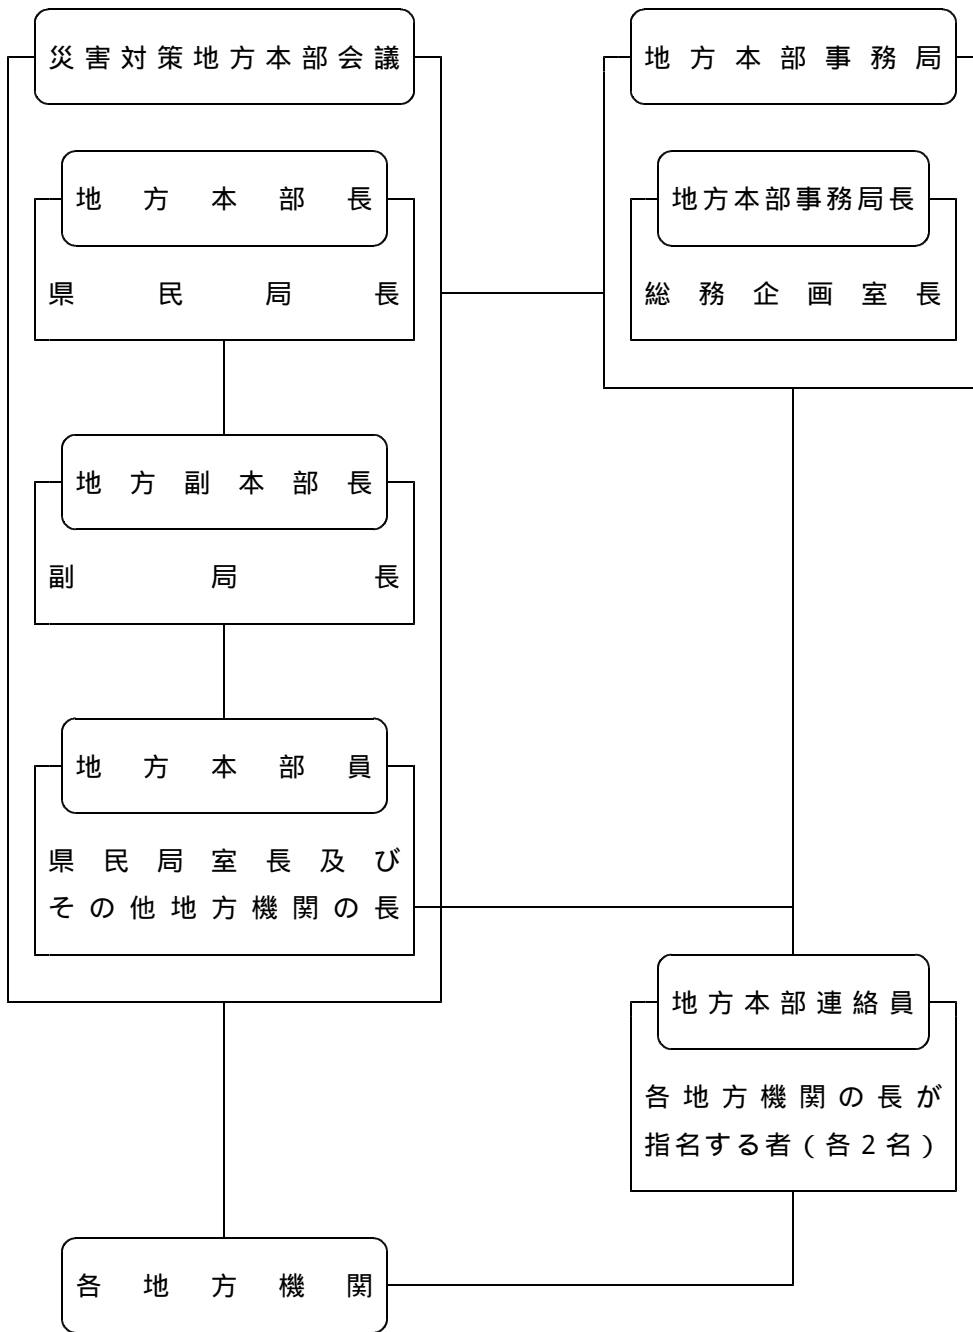 災害対策地方本部会議
地方本部長
県民局長
地方副本部長
副局長
地方本部員
県民局室長及び
その他地方機関の長
地方本部事務局
地方本部事務局長
総務企画室長
地方本部連絡員
各地方機関の長が
指名する者（各2名）
各地方機関